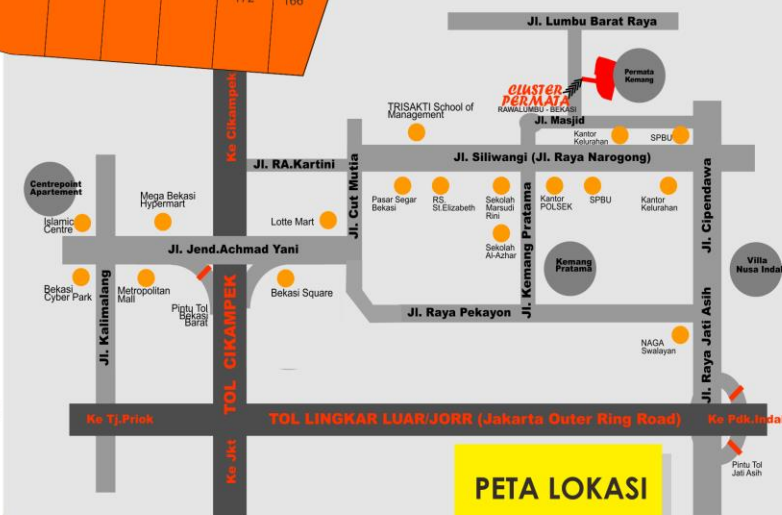 172
166
Jl. Lumbu Barat Raya
Permata
Kemang
CLUSTER
PERMATA
RAWALUMBU - BEKASI
Jl. Masjid
Kantor
Kelurahan
SPBU
Ke Cikampek
TRISAKTI School of
Management
Jl. RA.Kartini
Jl. Siliwangi (Jl. Raya Narogong)
Jl. Cut Mutia
Jl. Cipendawa
Centrepoint
Apartement
Islamic
Centre
Mega Bekasi
Hypermart
Lotte Mart
Pasar Segar
Bekasi
RS.
St.Elizabeth
Sekolah
Marsudi
Rini
Kantor
POLSEK
SPBU
Kantor
Kelurahan
Sekolah
Al-Azhar
Jl. Kemang Pratama
Kemang
Pratama
Villa
Nusa Indah
Jl. Jend.Achmad Yani
Bekasi
Cyber Park
Metropolitan
Mall
Pintu Tol
Bekasi
Barat
Bekasi Square
Jl. Kalimalang
TOL CIKAMPEK
Jl. Raya Pekayon
NAGA
Swalayan
Jl. Raya Jati Asih
Ke Tj.Priok
TOL LINGKAR LUAR/JORR (Jakarta Outer Ring Road)
Ke Pdk.Indah
Ke Jkt
Pintu Tol
Jati Asih
PETA LOKASI